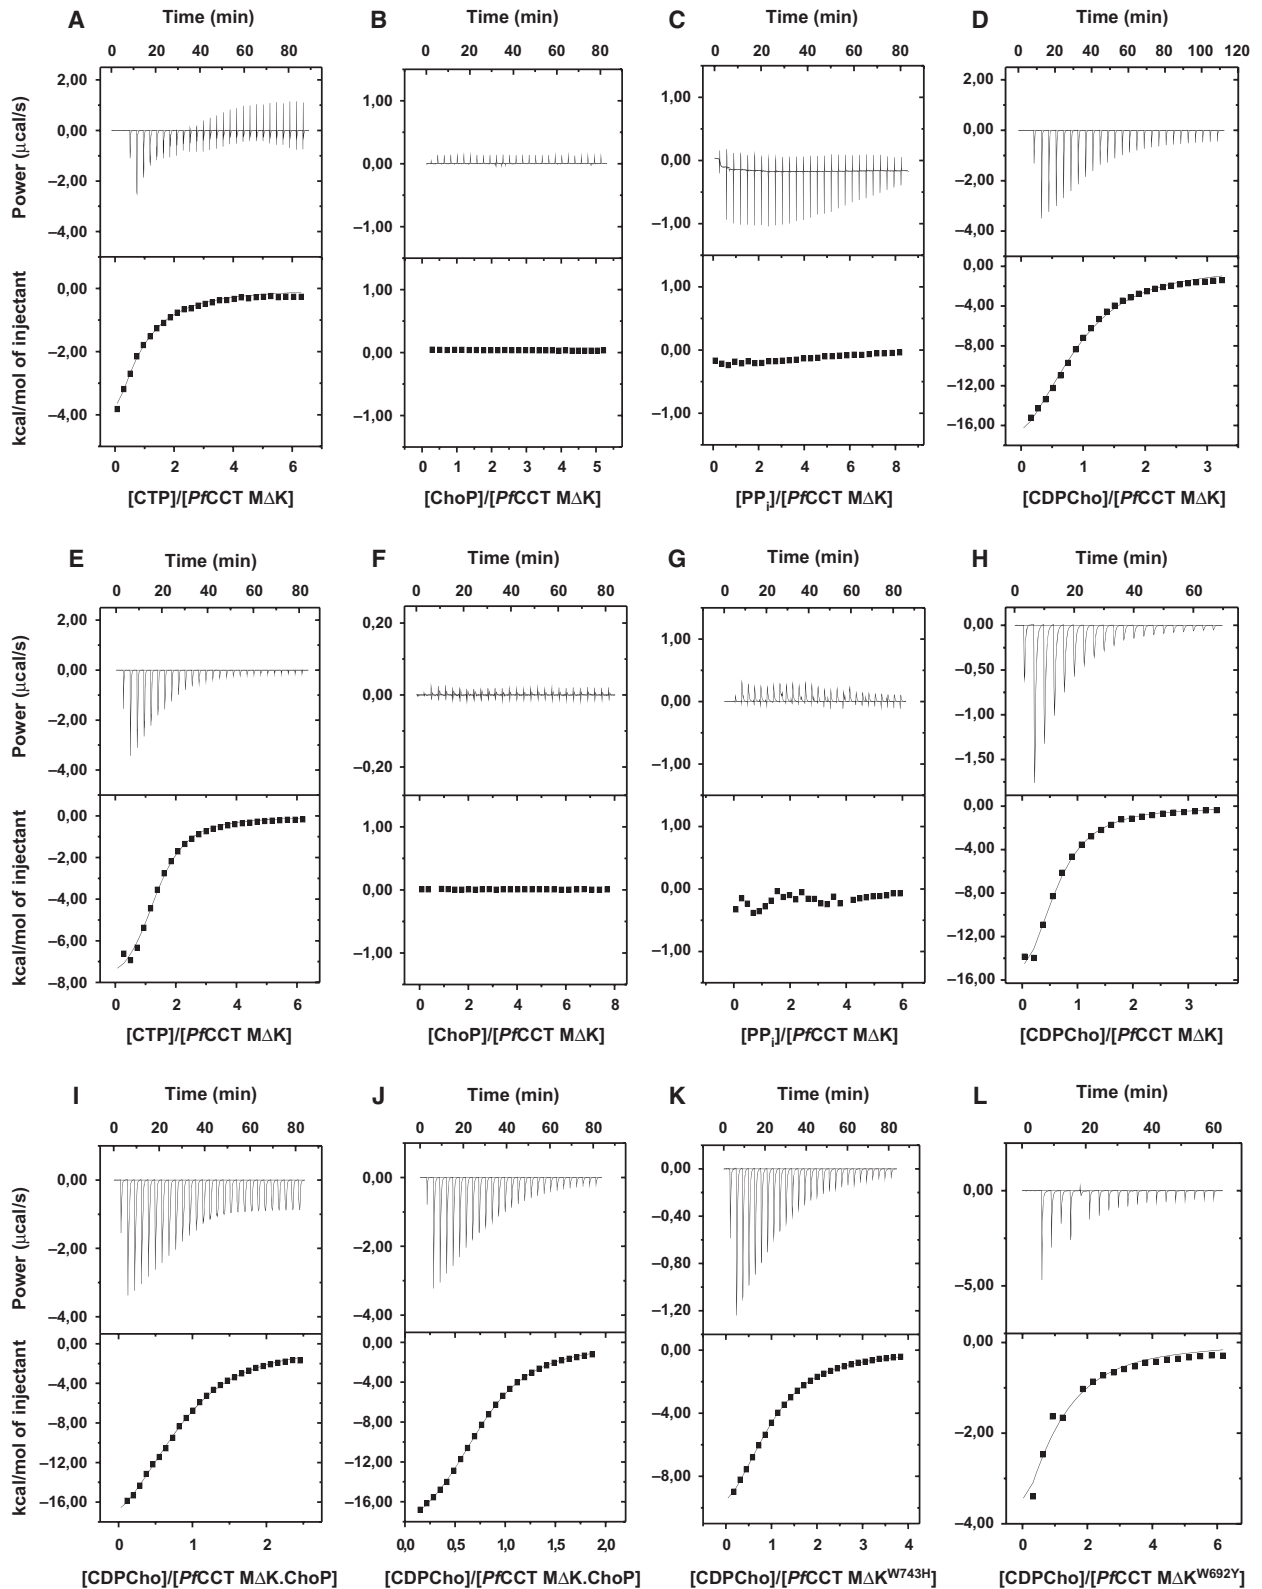 A Time (min) B Time (min) C Time (min) D Time (min)
0 20 40 60 80 0 20 40 60 80 0 20 40 60 80 0 20 40 60 80 100 120
Power (μcal/s)
2,00 0,00 −2,00 −4,00
1,00 0,00 −1,00
1,00 0,00 −1,00
2,00 0,00 −2,00 −4,00
kcal/mol of injectant
0,00 −2,00 −4,00
1,00 0,00 −1,00
1,00 0,00 −1,00
0,00 −4,00 −8,00 −12,00 −16,00
0 2 4 6 0 1 2 3 4 5 0 2 4 6 8 0 1 2 3
[CTP]/[PfCCT MΔK] [ChoP]/[PfCCT MΔK] [PPi]/[PfCCT MΔK] [CDPCho]/[PfCCT MΔK]
E Time (min) F Time (min) G Time (min) H Time (min)
0 20 40 60 80 0 20 40 60 80 0 20 40 60 80 0 20 40 60
Power (μcal/s)
2,00 0,00 −2,00 −4,00
0,20 0,00 −0,20
1,00 0,00 −1,00
0,00 −0,50 −1,00 −1,50
kcal/mol of injectant
0,00 −2,00 −4,00 −6,00 −8,00
1,00 0,00 −1,00
1,00 0,00 −1,00
0,00 −4,00 −8,00 −12,00 −16,00
0 2 4 6 0 2 4 6 8 0 2 4 6 0 1 2 3
[CTP]/[PfCCT MΔK] [ChoP]/[PfCCT MΔK] [PPi]/[PfCCT MΔK] [CDPCho]/[PfCCT MΔK]
I Time (min) J Time (min) K Time (min) L Time (min)
0 20 40 60 80 0 20 40 60 80 0 20 40 60 80 0 20 40 60
Power (μcal/s)
0,00 −2,00 −4,00
0,00 −2,00 −4,00
0,00 −0,40 −0,80 −1,20
0,00 −5,00
kcal/mol of injectant
0,00 −4,00 −8,00 −12,00 −16,00
0,00 −4,00 −8,00 −12,00 −16,00
0,00 −4,00 −8,00
0,00 −2,00 −4,00
0 1 2 0,0 0,5 1,0 1,5 2,0 0 1 2 3 4 0 2 4 6
[CDPCho]/[PfCCT MΔK.ChoP] [CDPCho]/[PfCCT MΔK.ChoP] [CDPCho]/[PfCCT MΔK^W743H] [CDPCho]/[PfCCT MΔK^W692Y]